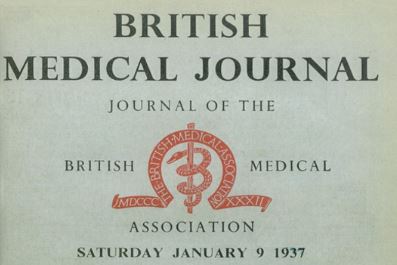 BRITISH
MEDICAL JOURNAL
JOURNAL OF THE
THE·BRITISH·MEDICAL·ASSOCIATION
BRITISH MEDICAL
MDCCC XXXII
ASSOCIATION
SATURDAY JANUARY 9 1937